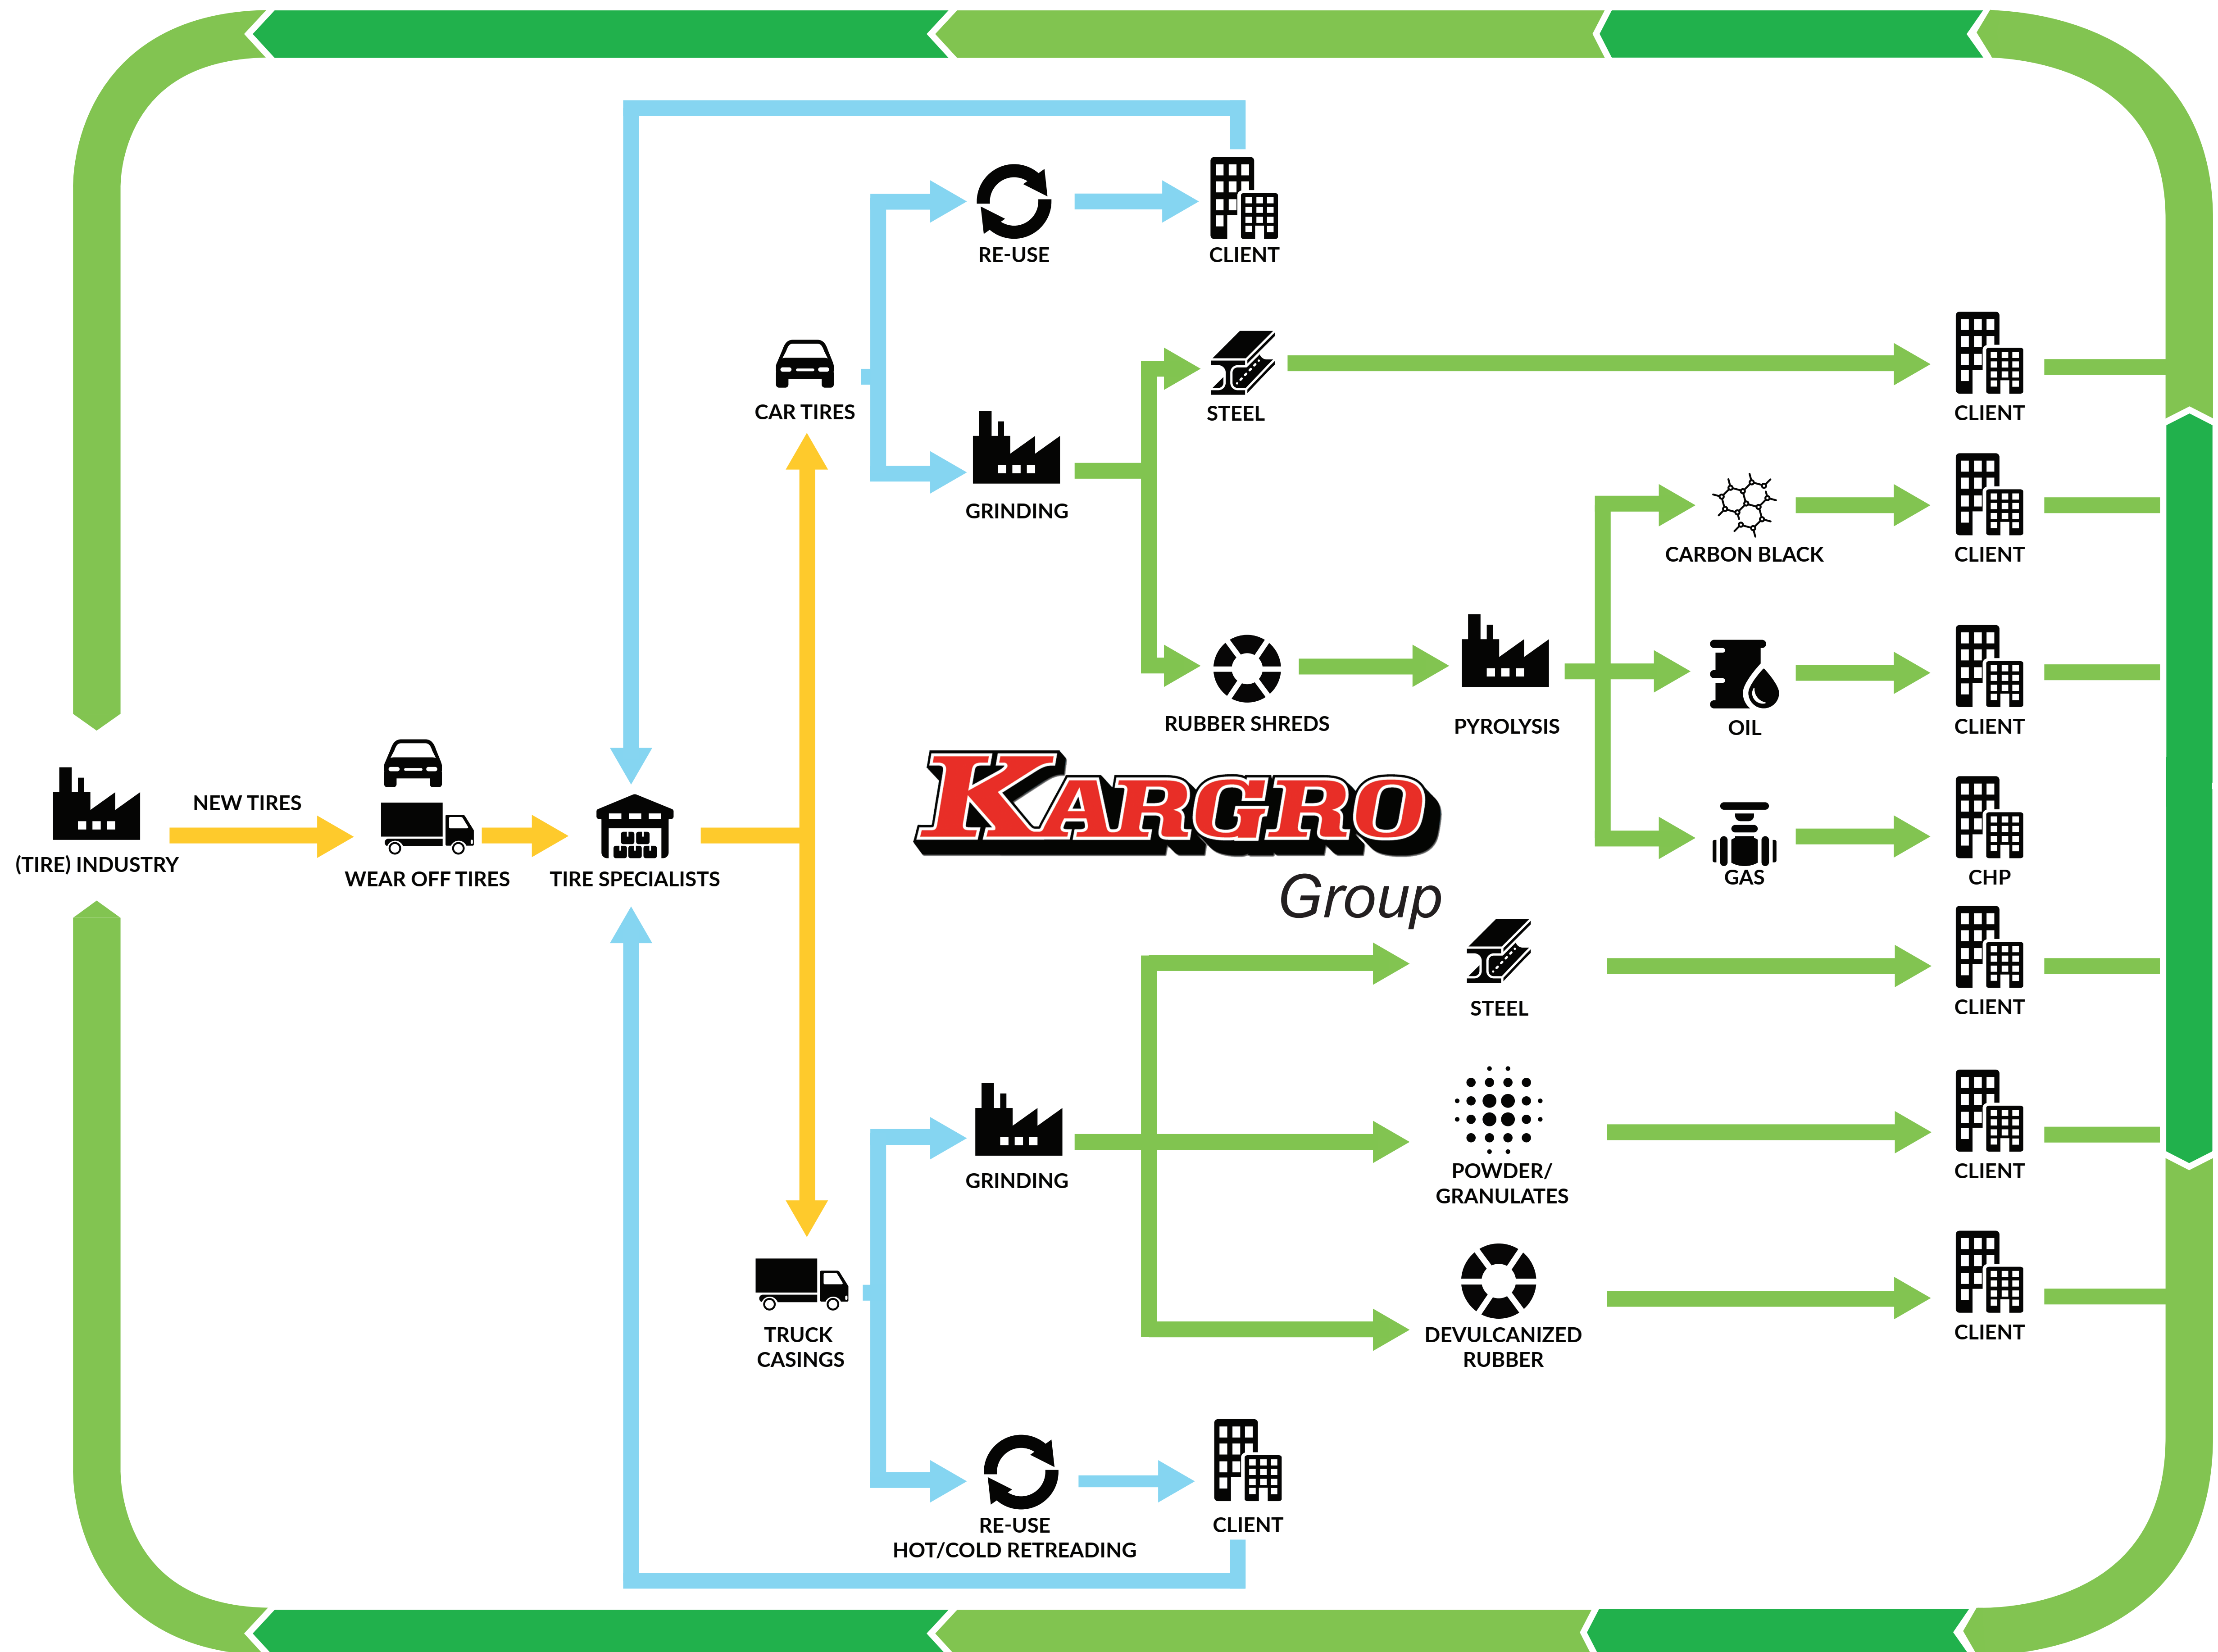 RE-USE
CLIENT
CAR TIRES
STEEL
CLIENT
GRINDING
CARBON BLACK
CLIENT
RUBBER SHREDS
PYROLYSIS
OIL
CLIENT
NEW TIRES
(TIRE) INDUSTRY
WEAR OFF TIRES
TIRE SPECIALISTS
KARGRO
Group
GAS
CHP
STEEL
CLIENT
GRINDING
POWDER/
GRANULATES
CLIENT
TRUCK
CASINGS
DEVULCANIZED
RUBBER
CLIENT
RE-USE
HOT/COLD RETREADING
CLIENT